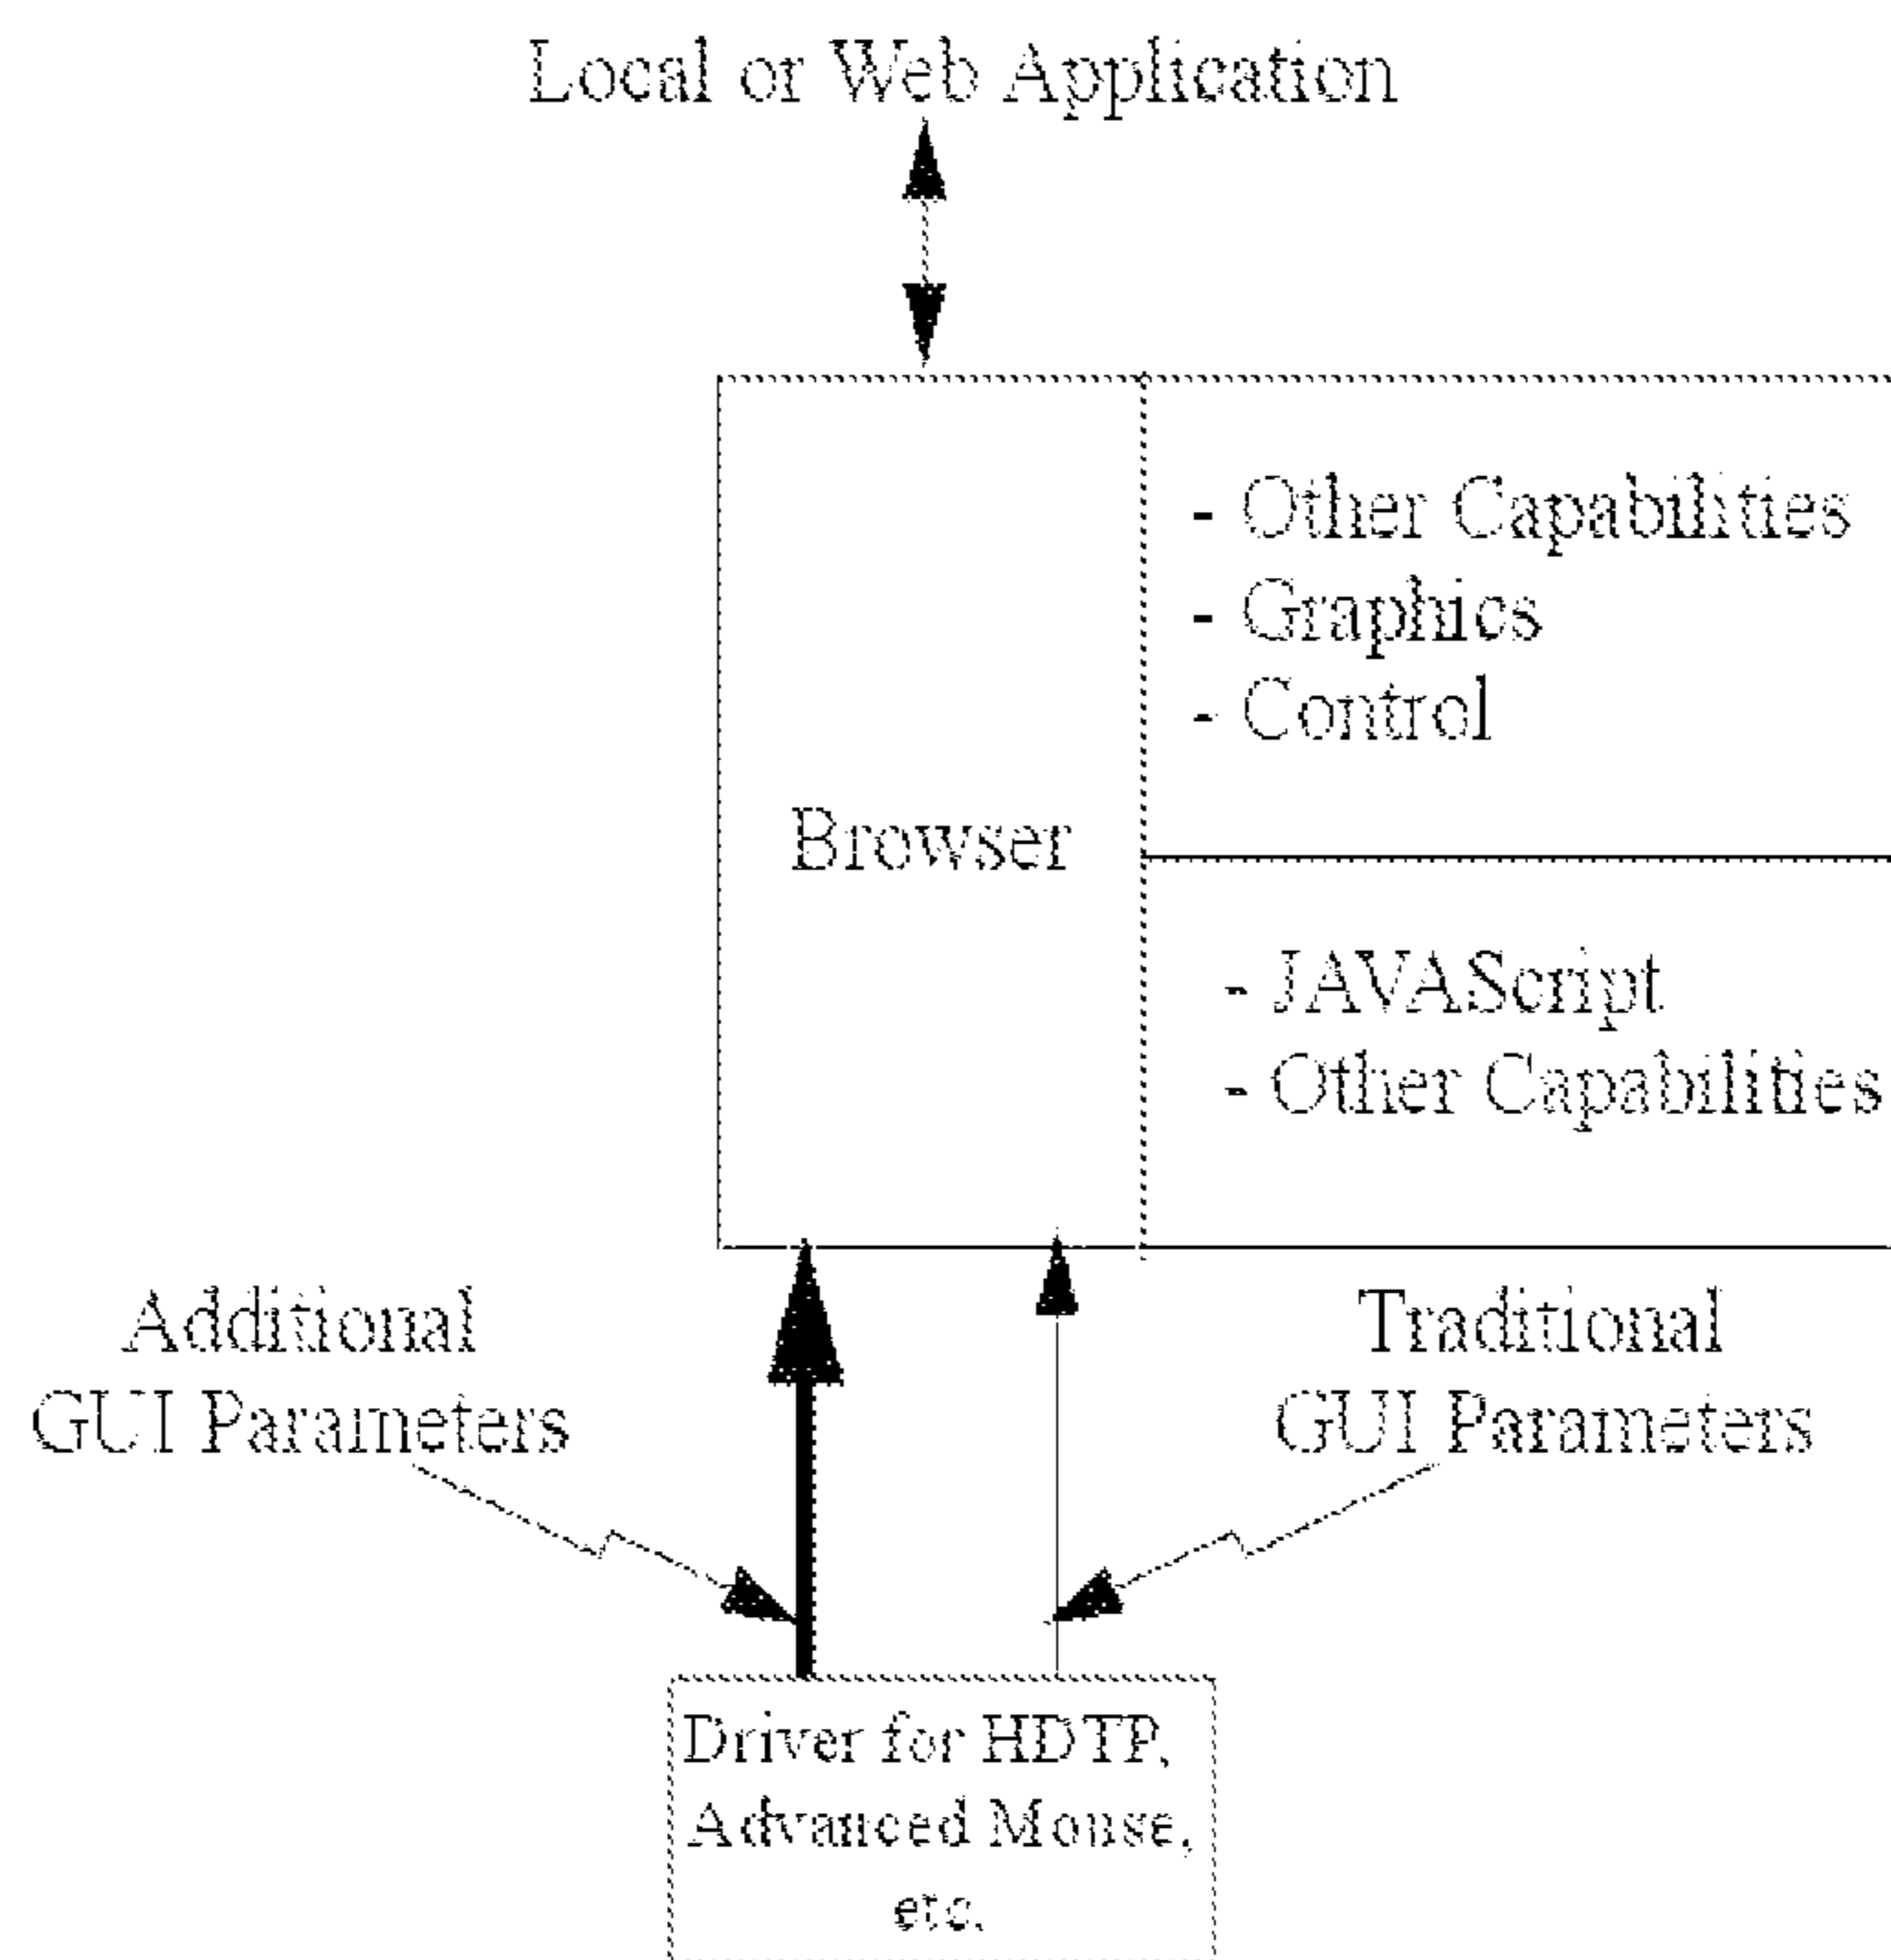 Local or Web Application
- Other Capabilities
- Graphics
- Control
Browser
- JAVAScript
- Other Capabilities
Additional
GUI Parameters
Traditional
GUI Parameters
Driver for HDTP,
Advanced Mouse,
etc.